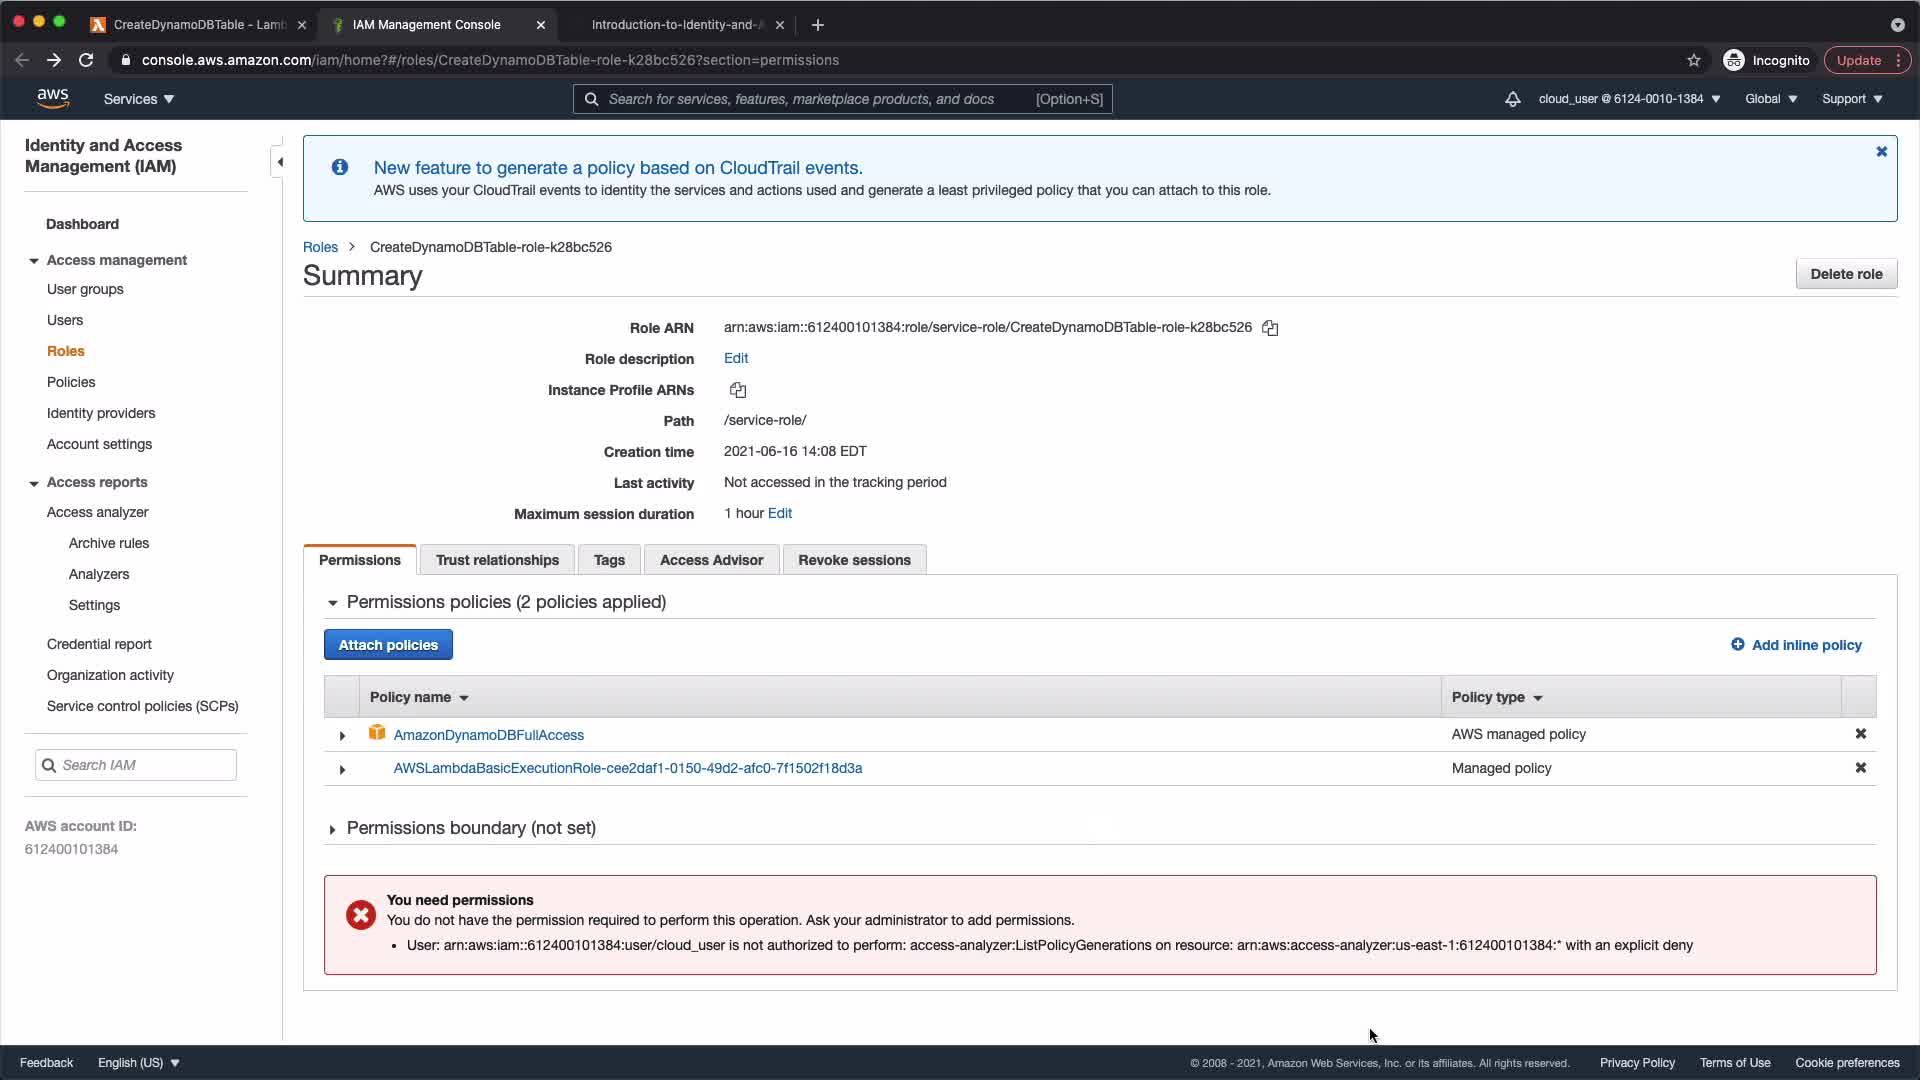 CreateDynamoDBTable - Lamb
IAM Management Console
Introduction-to-Identity-and-A
console.aws.amazon.com/iam/home?#/roles/CreateDynamoDBTable-role-k28bc526?section=permissions
Incognito
Update
aws
Services
Search for services, features, marketplace products, and docs
[Option+S]
cloud_user @ 6124-0010-1384
Global
Support
Identity and Access
Management (IAM)
Dashboard
Access management
User groups
Users
Roles
Policies
Identity providers
Account settings
Access reports
Access analyzer
Archive rules
Analyzers
Settings
Credential report
Organization activity
Service control policies (SCPs)
Search IAM
AWS account ID:
612400101384
New feature to generate a policy based on CloudTrail events.
AWS uses your CloudTrail events to identity the services and actions used and generate a least privileged policy that you can attach to this role.
Roles > CreateDynamoDBTable-role-k28bc526
Summary
Delete role
Role ARN arn:aws:iam::612400101384:role/service-role/CreateDynamoDBTable-role-k28bc526
Role description Edit
Instance Profile ARNs
Path /service-role/
Creation time 2021-06-16 14:08 EDT
Last activity Not accessed in the tracking period
Maximum session duration 1 hour Edit
Permissions
Trust relationships
Tags
Access Advisor
Revoke sessions
Permissions policies (2 policies applied)
Attach policies
Add inline policy
Policy name
Policy type
AmazonDynamoDBFullAccess AWS managed policy
AWSLambdaBasicExecutionRole-cee2daf1-0150-49d2-afc0-7f1502f18d3a Managed policy
Permissions boundary (not set)
You need permissions
You do not have the permission required to perform this operation. Ask your administrator to add permissions.
• User: arn:aws:iam::612400101384:user/cloud_user is not authorized to perform: access-analyzer:ListPolicyGenerations on resource: arn:aws:access-analyzer:us-east-1:612400101384:* with an explicit deny
Feedback
English (US)
© 2008 - 2021, Amazon Web Services, Inc. or its affiliates. All rights reserved.
Privacy Policy
Terms of Use
Cookie preferences